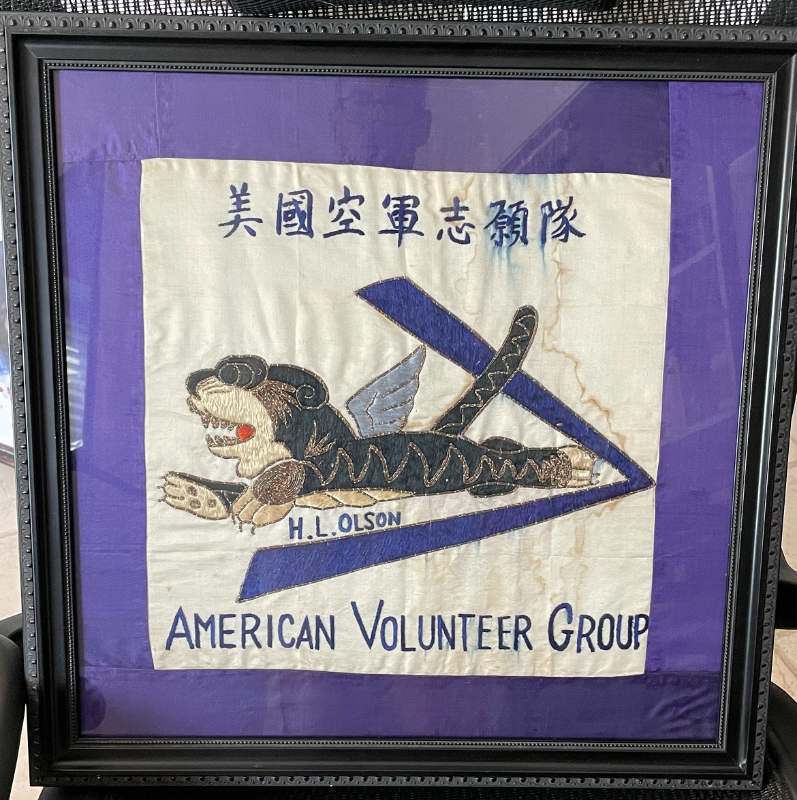 美國空軍志願隊
H.L.OLSON
AMERICAN VOLUNTEER GROUP